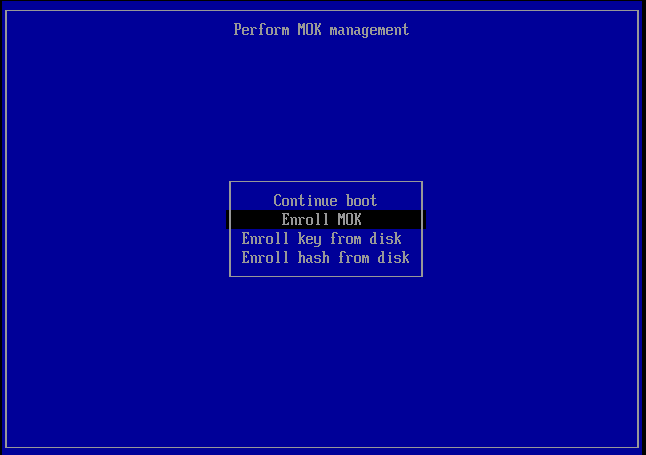 Perform MOK management
Continue boot
Enroll MOK
Enroll key from disk
Enroll hash from disk